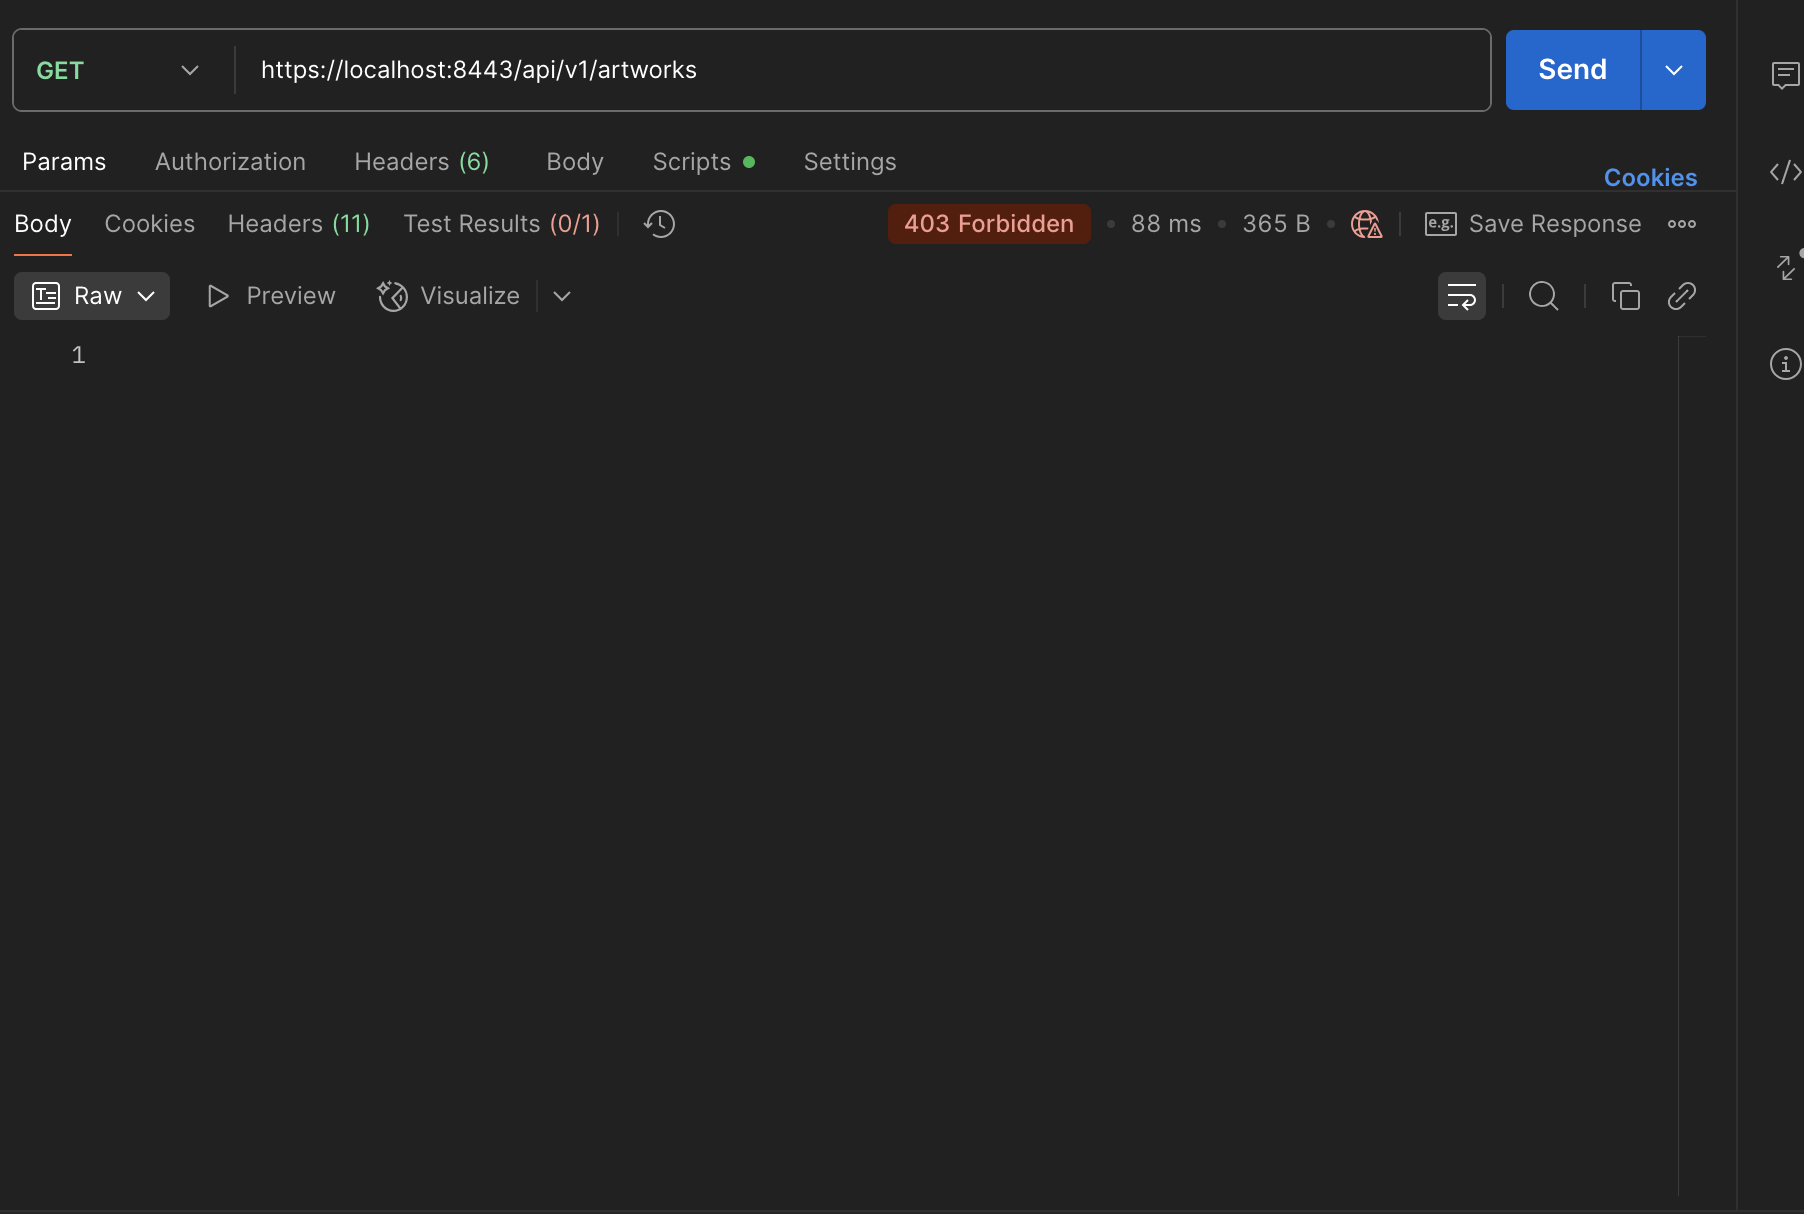 GET https://localhost:8443/api/v1/artworks Send
Params Authorization Headers (6) Body Scripts Settings Cookies
Body Cookies Headers (11) Test Results (0/1) 403 Forbidden • 88 ms • 365 B • e.g. Save Response
Raw Preview Visualize
1